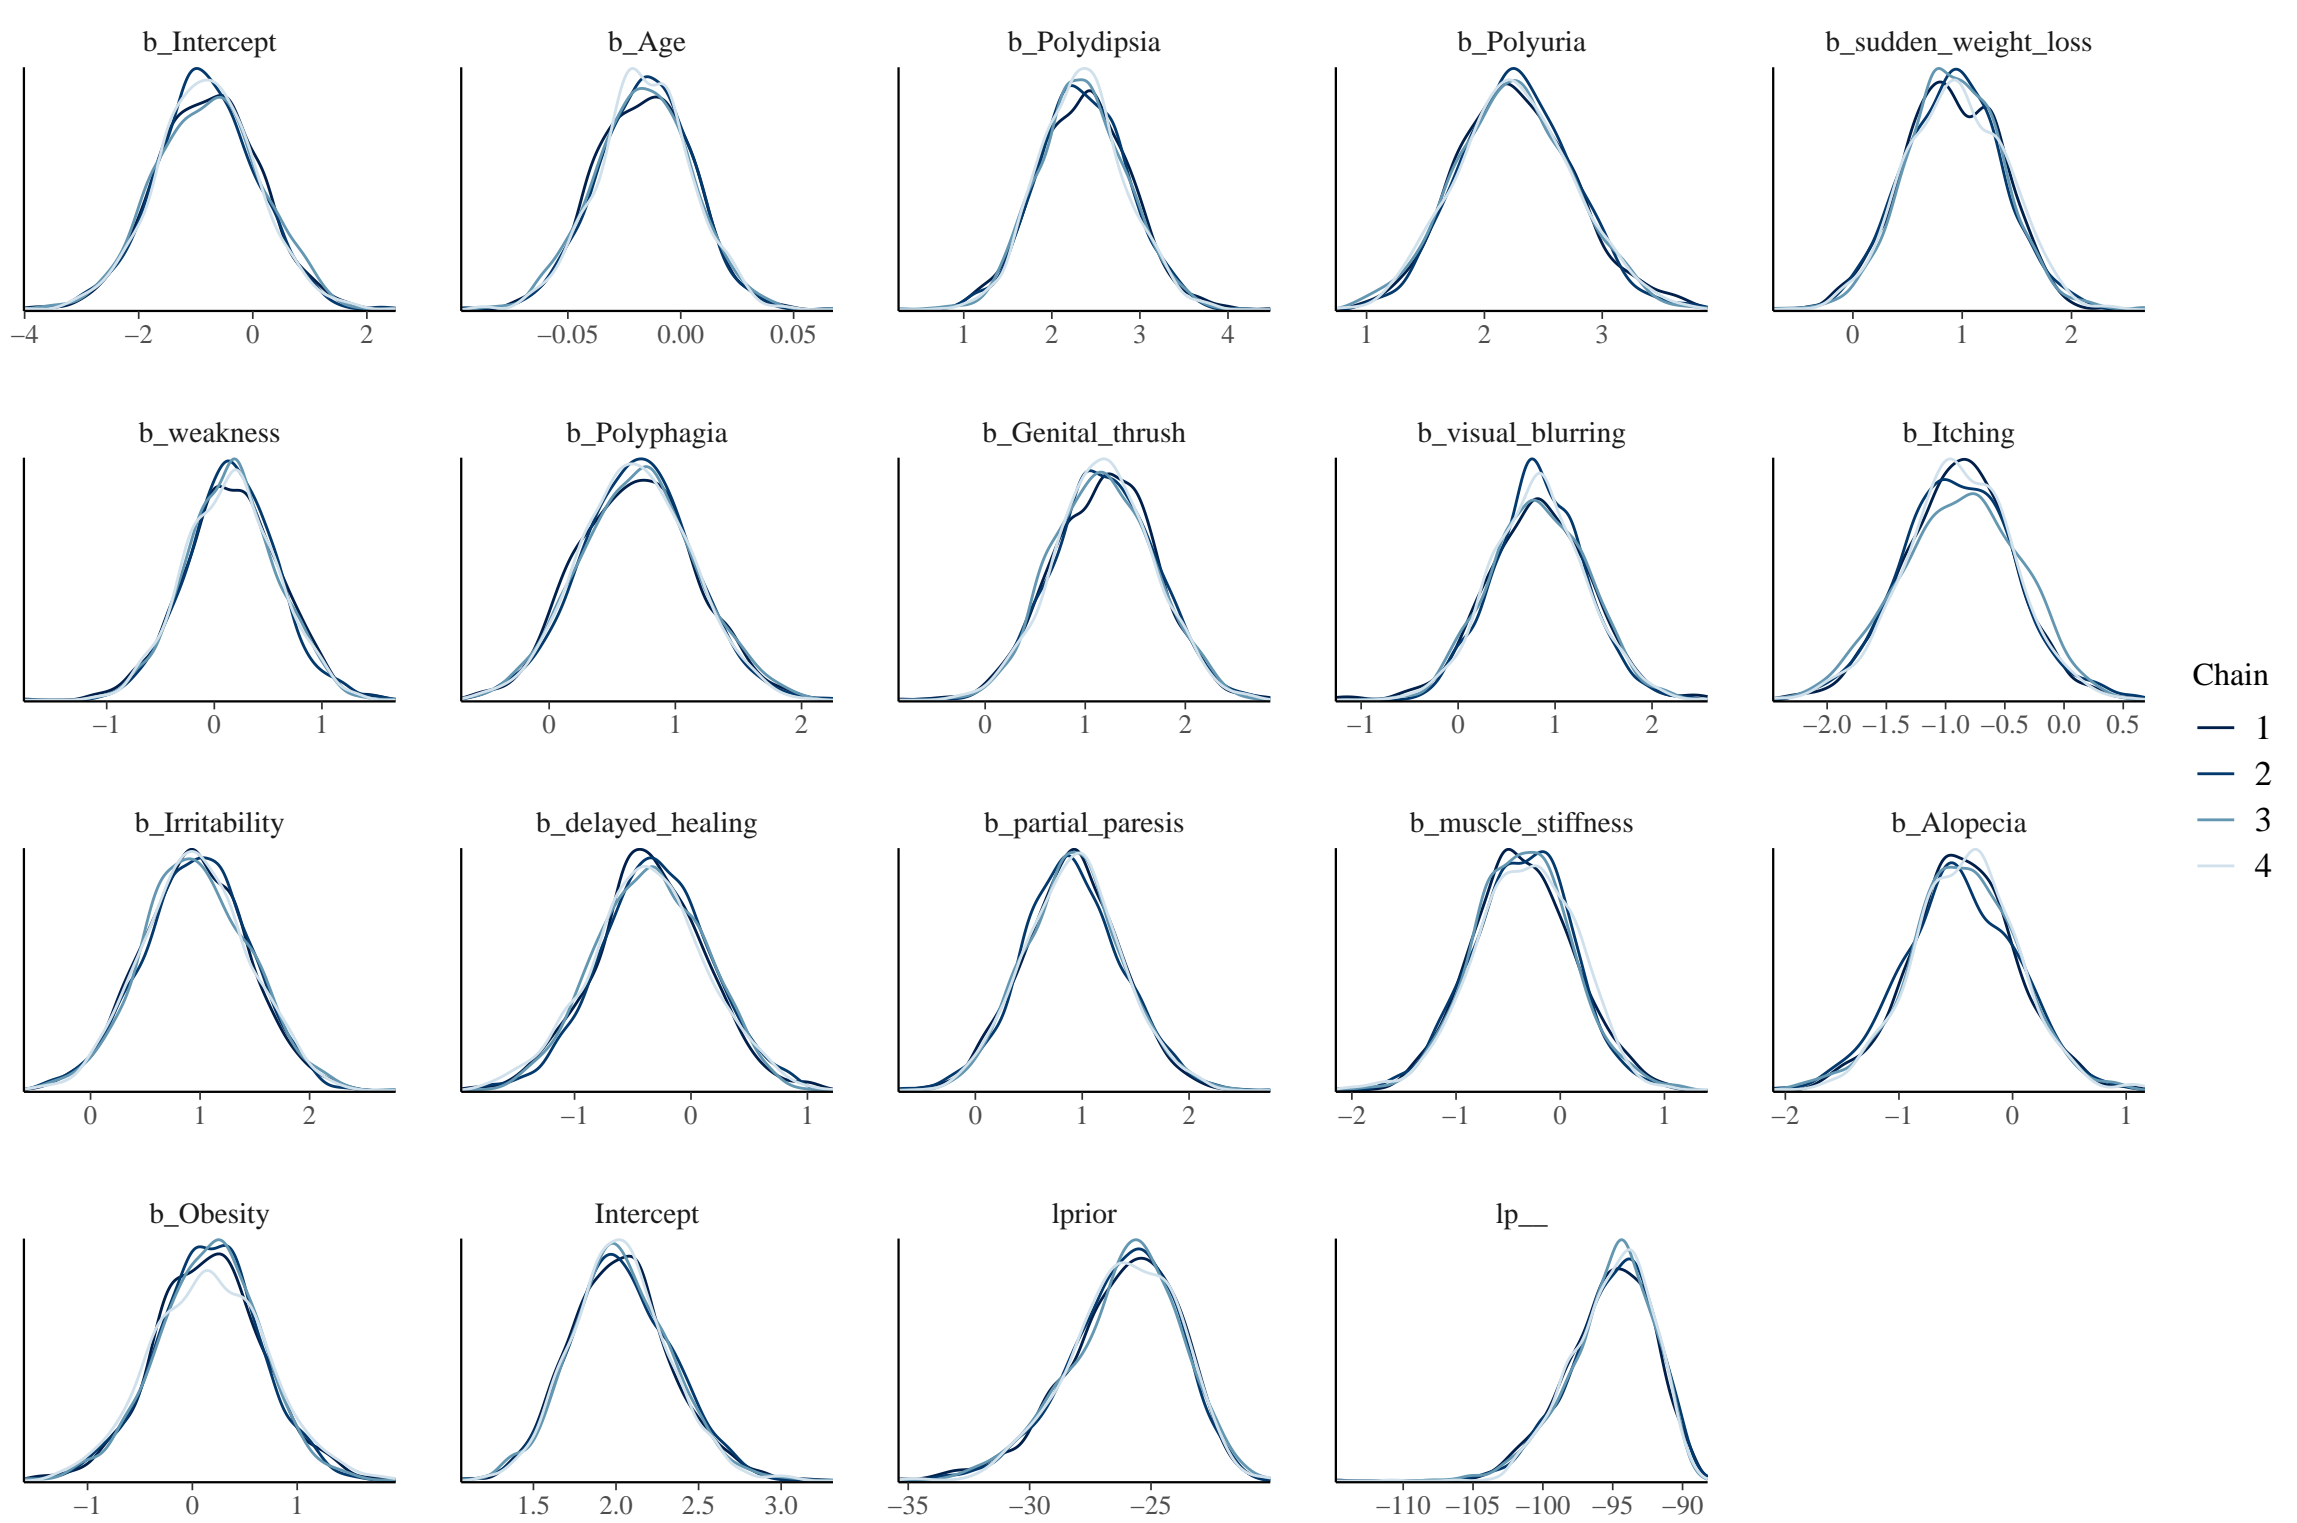 b_Intercept b_Age b_Polydipsia b_Polyuria b_sudden_weight_loss
−4 −2 0 2 −0.05 0.00 0.05 1 2 3 4 1 2 3 0 1 2
b_weakness b_Polyphagia b_Genital_thrush b_visual_blurring b_Itching
−1 0 1 0 1 2 0 1 2 −1 0 1 2 −2.0 −1.5 −1.0 −0.5 0.0 0.5
Chain
1
2
3
4
b_Irritability b_delayed_healing b_partial_paresis b_muscle_stiffness b_Alopecia
0 1 2 −1 0 1 0 1 2 −2 −1 0 1 −2 −1 0 1
b_Obesity Intercept lprior lp__
−1 0 1 1.5 2.0 2.5 3.0 −35 −30 −25 −110 −105 −100 −95 −90